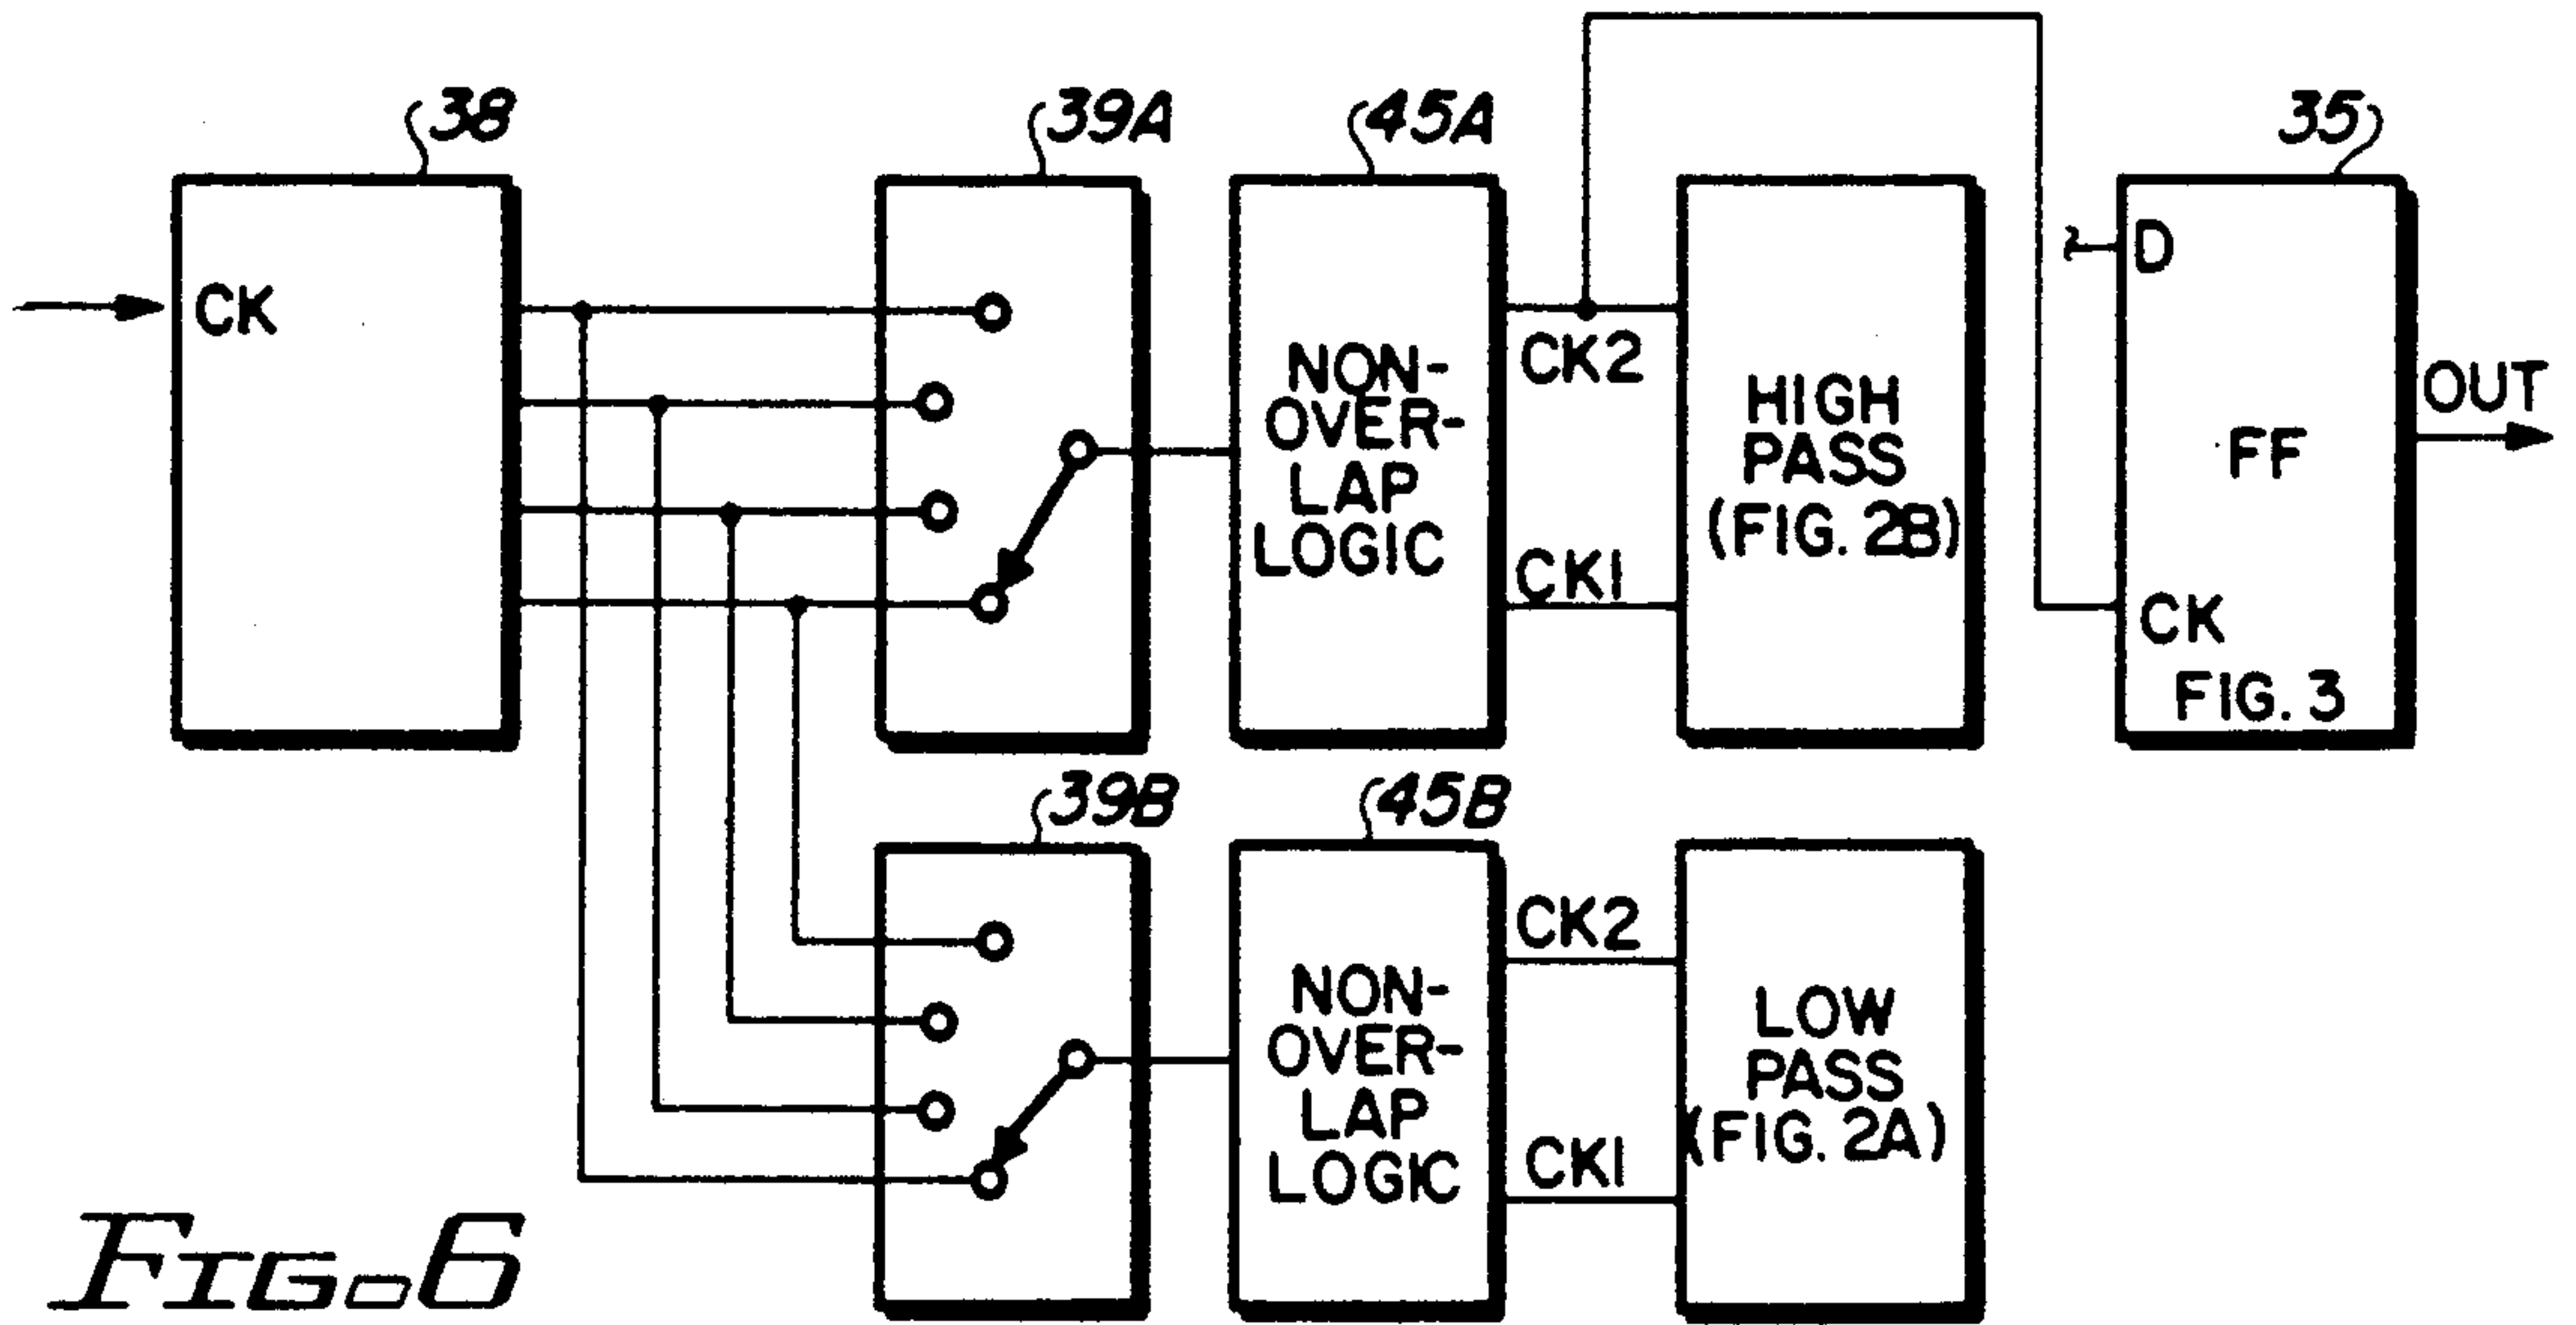 38
39A
45A
35
CK
NON-
OVER-
LAP
LOGIC
CK2
CK1
HIGH
PASS
(FIG. 2B)
D
FF
CK
FIG. 3
OUT
39B
45B
NON-
OVER-
LAP
LOGIC
CK2
CK1
LOW
PASS
(FIG. 2A)
FIG. 6